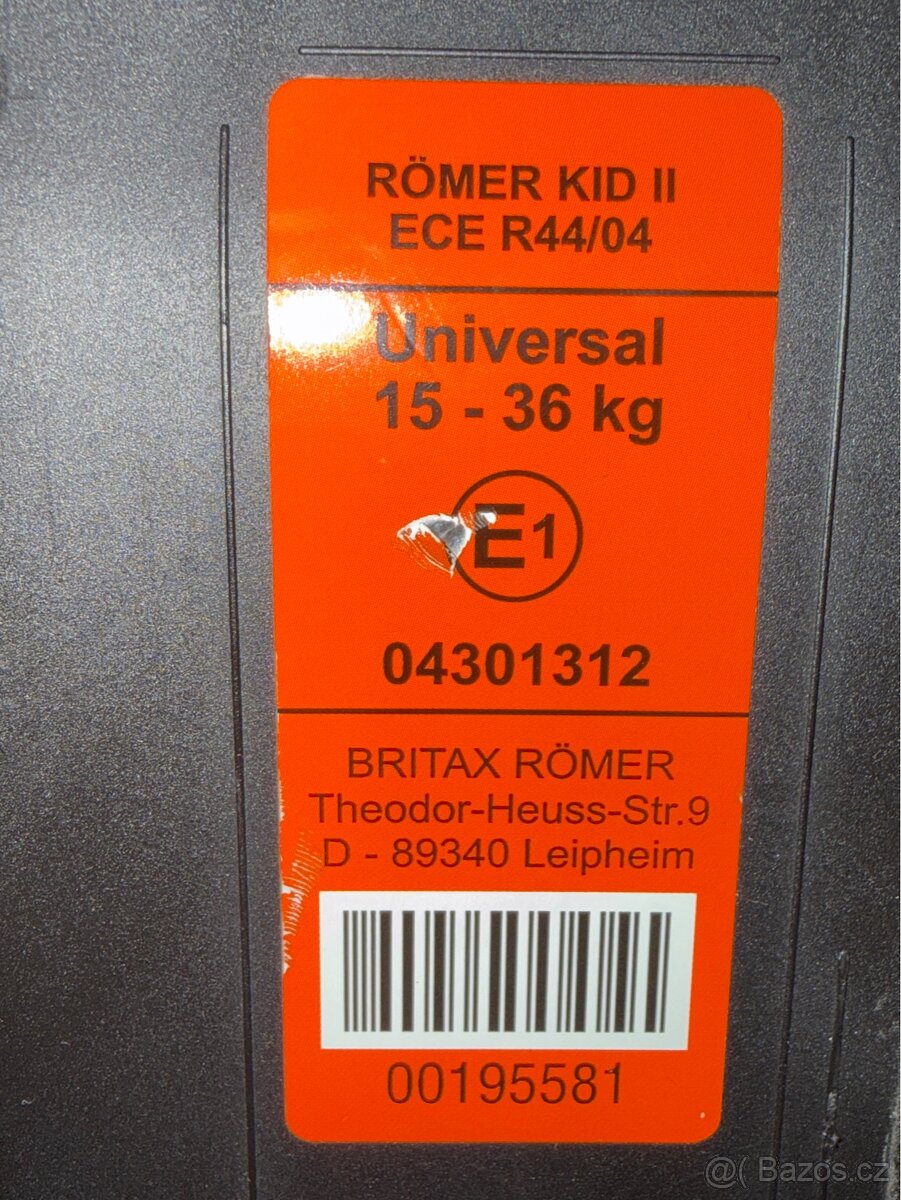 RÖMER KID II
ECE R44/04
Universal
15 - 36 kg
E1
04301312
BRITAX RÖMER
Theodor-Heuss-Str.9
D - 89340 Leipheim
00195581
@( Bazos.cz